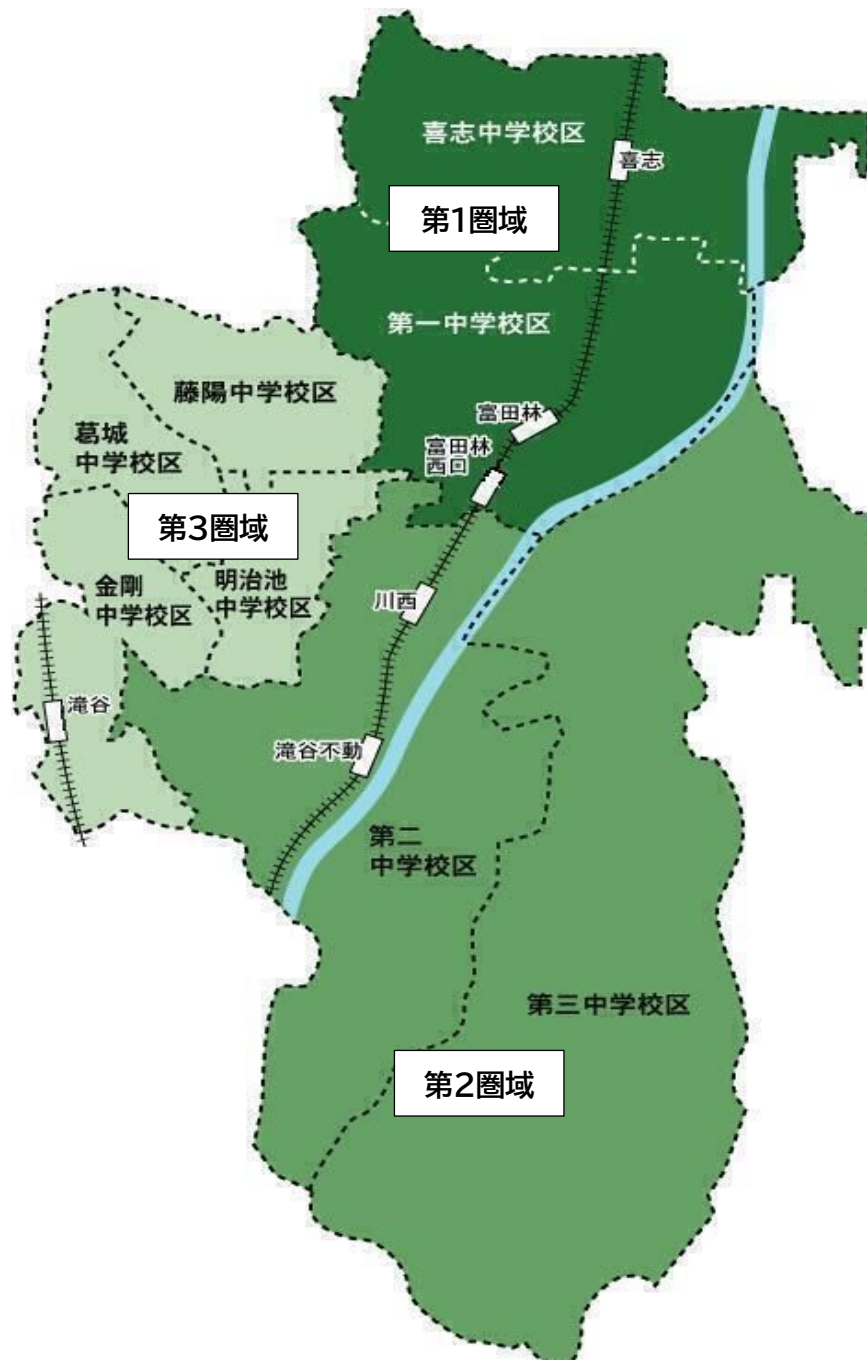 喜志中学校区
喜志
第1圏域
第一中学校区
富田林
富田林
西口
藤陽中学校区
葛城
中学校区
第3圏域
金剛
中学校区
明治池
中学校区
川西
滝谷
滝谷不動
第二
中学校区
第三中学校区
第2圏域